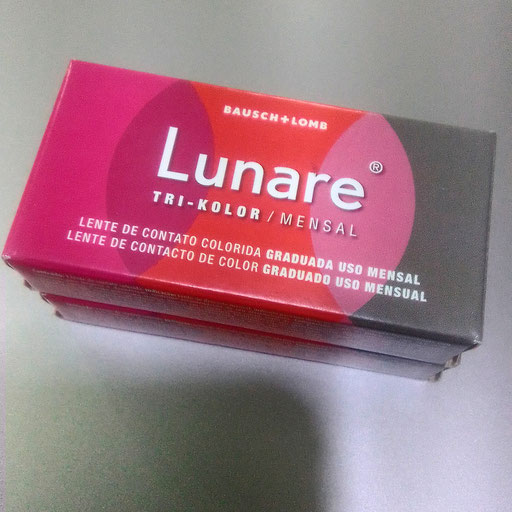 BAUSCH+LOMB
Lunare®
TRI-KOLOR / MENSAL
LENTE DE CONTATO COLORIDA GRADUADA USO MENSAL
LENTE DE CONTACTO DE COLOR GRADUADO USO MENSUAL